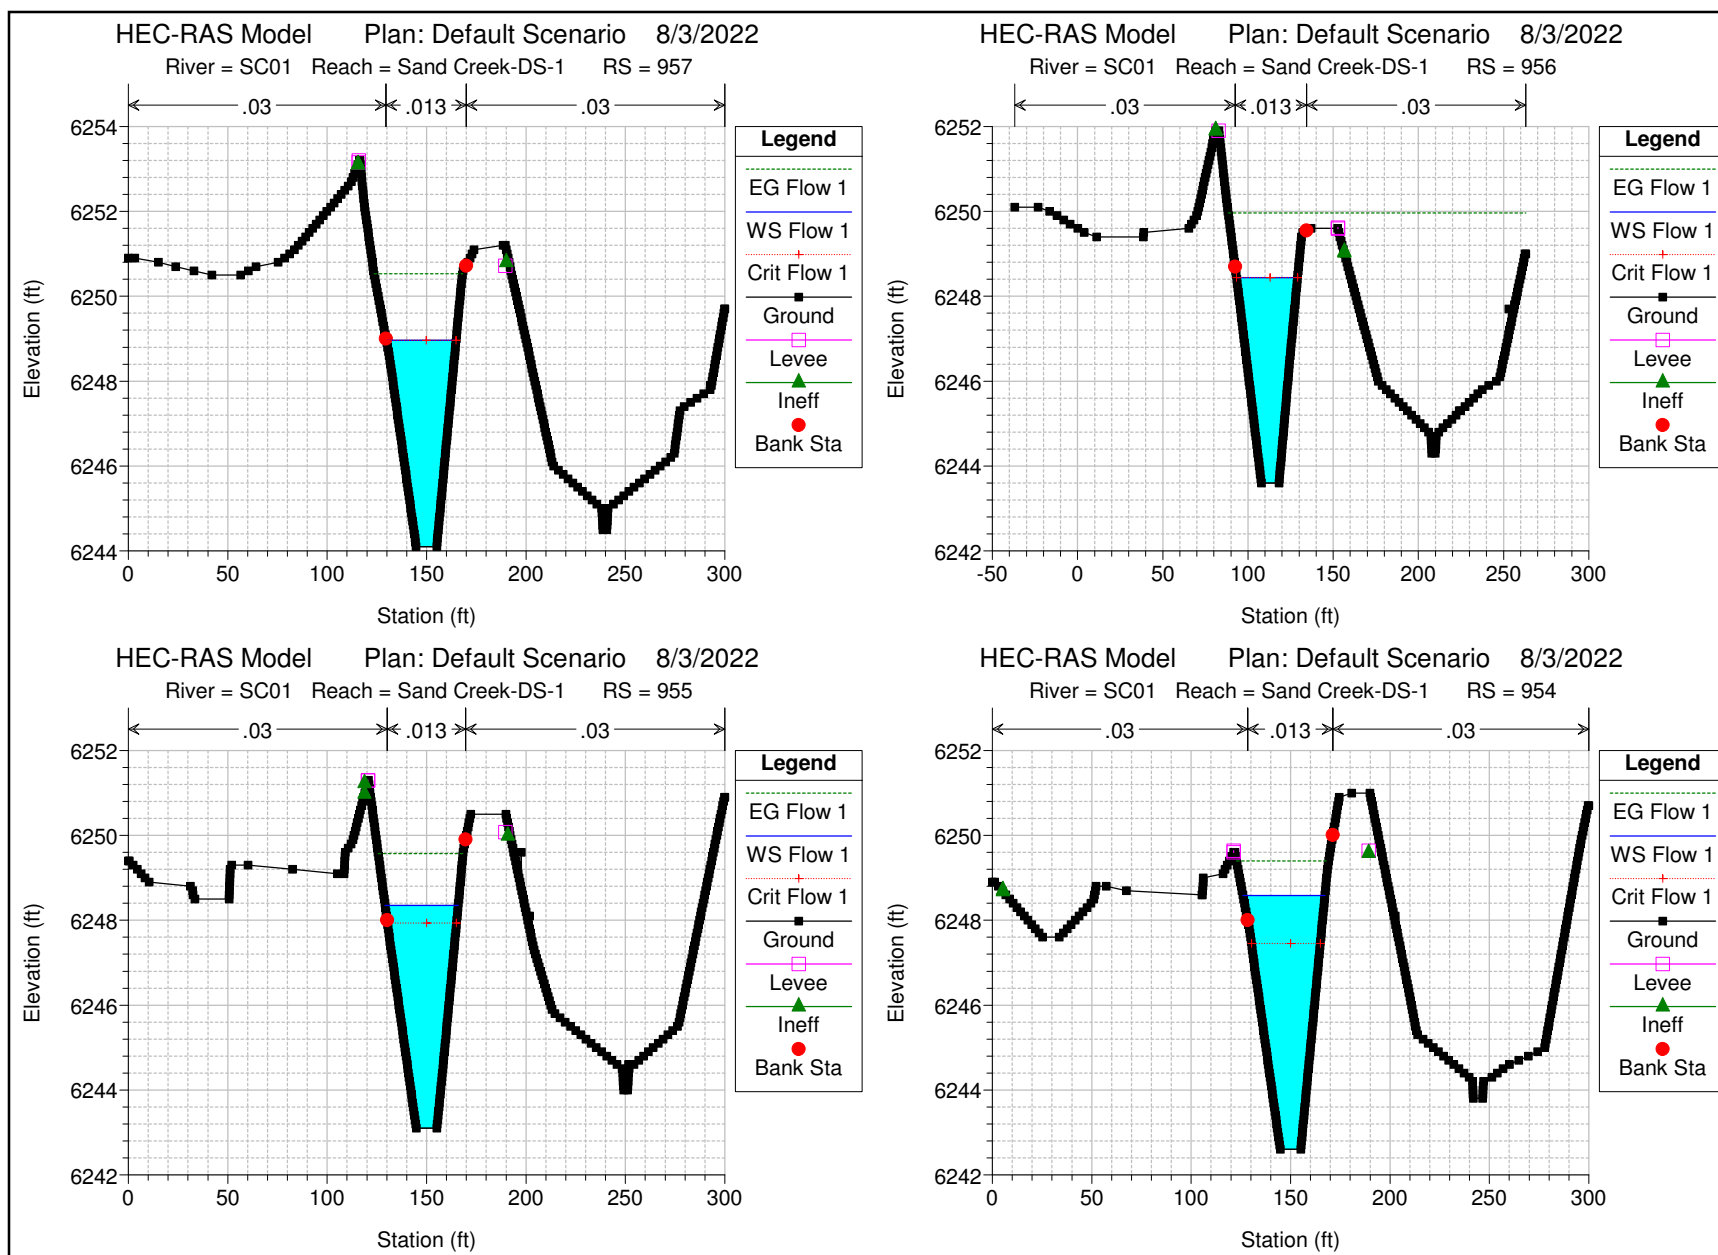 HEC-RAS Model Plan: Default Scenario 8/3/2022
River = SC01 Reach = Sand Creek-DS-1 RS = 957
.03 .013 .03
6254
6252
6250
6248
6246
6244
0 50 100 150 200 250 300
Elevation (ft)
Station (ft)
Legend
EG Flow 1
WS Flow 1
Crit Flow 1
Ground
Levee
Ineff
Bank Sta
HEC-RAS Model Plan: Default Scenario 8/3/2022
River = SC01 Reach = Sand Creek-DS-1 RS = 956
.03 .013 .03
6252
6250
6248
6246
6244
6242
-50 0 50 100 150 200 250 300
Elevation (ft)
Station (ft)
Legend
EG Flow 1
WS Flow 1
Crit Flow 1
Ground
Levee
Ineff
Bank Sta
HEC-RAS Model Plan: Default Scenario 8/3/2022
River = SC01 Reach = Sand Creek-DS-1 RS = 955
.03 .013 .03
6252
6250
6248
6246
6244
6242
0 50 100 150 200 250 300
Elevation (ft)
Station (ft)
Legend
EG Flow 1
WS Flow 1
Crit Flow 1
Ground
Levee
Ineff
Bank Sta
HEC-RAS Model Plan: Default Scenario 8/3/2022
River = SC01 Reach = Sand Creek-DS-1 RS = 954
.03 .013 .03
6252
6250
6248
6246
6244
6242
0 50 100 150 200 250 300
Elevation (ft)
Station (ft)
Legend
EG Flow 1
WS Flow 1
Crit Flow 1
Ground
Levee
Ineff
Bank Sta